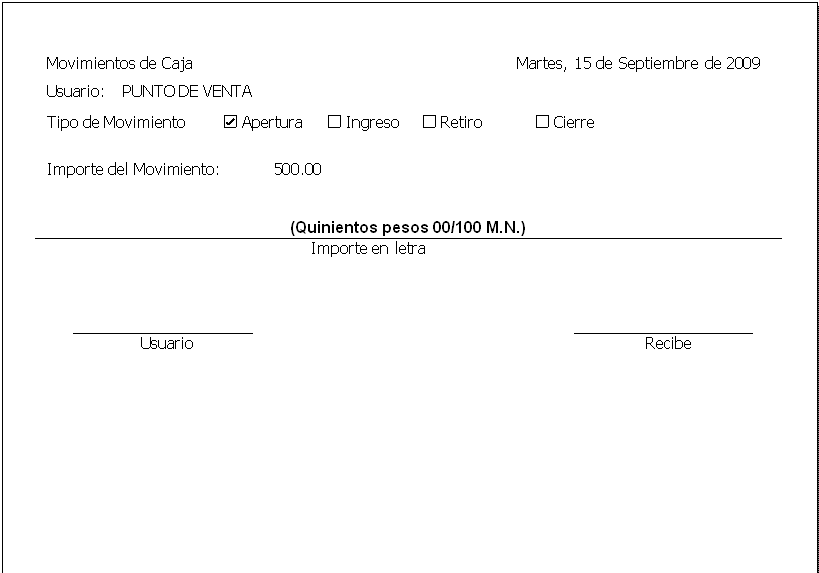 Movimientos de Caja Martes, 15 de Septiembre de 2009
Usuario: PUNTO DE VENTA
Tipo de Movimiento Apertura Ingreso Retiro Cierre
Importe del Movimiento: 500.00
(Quinientos pesos 00/100 M.N.)
Importe en letra
Usuario Recibe